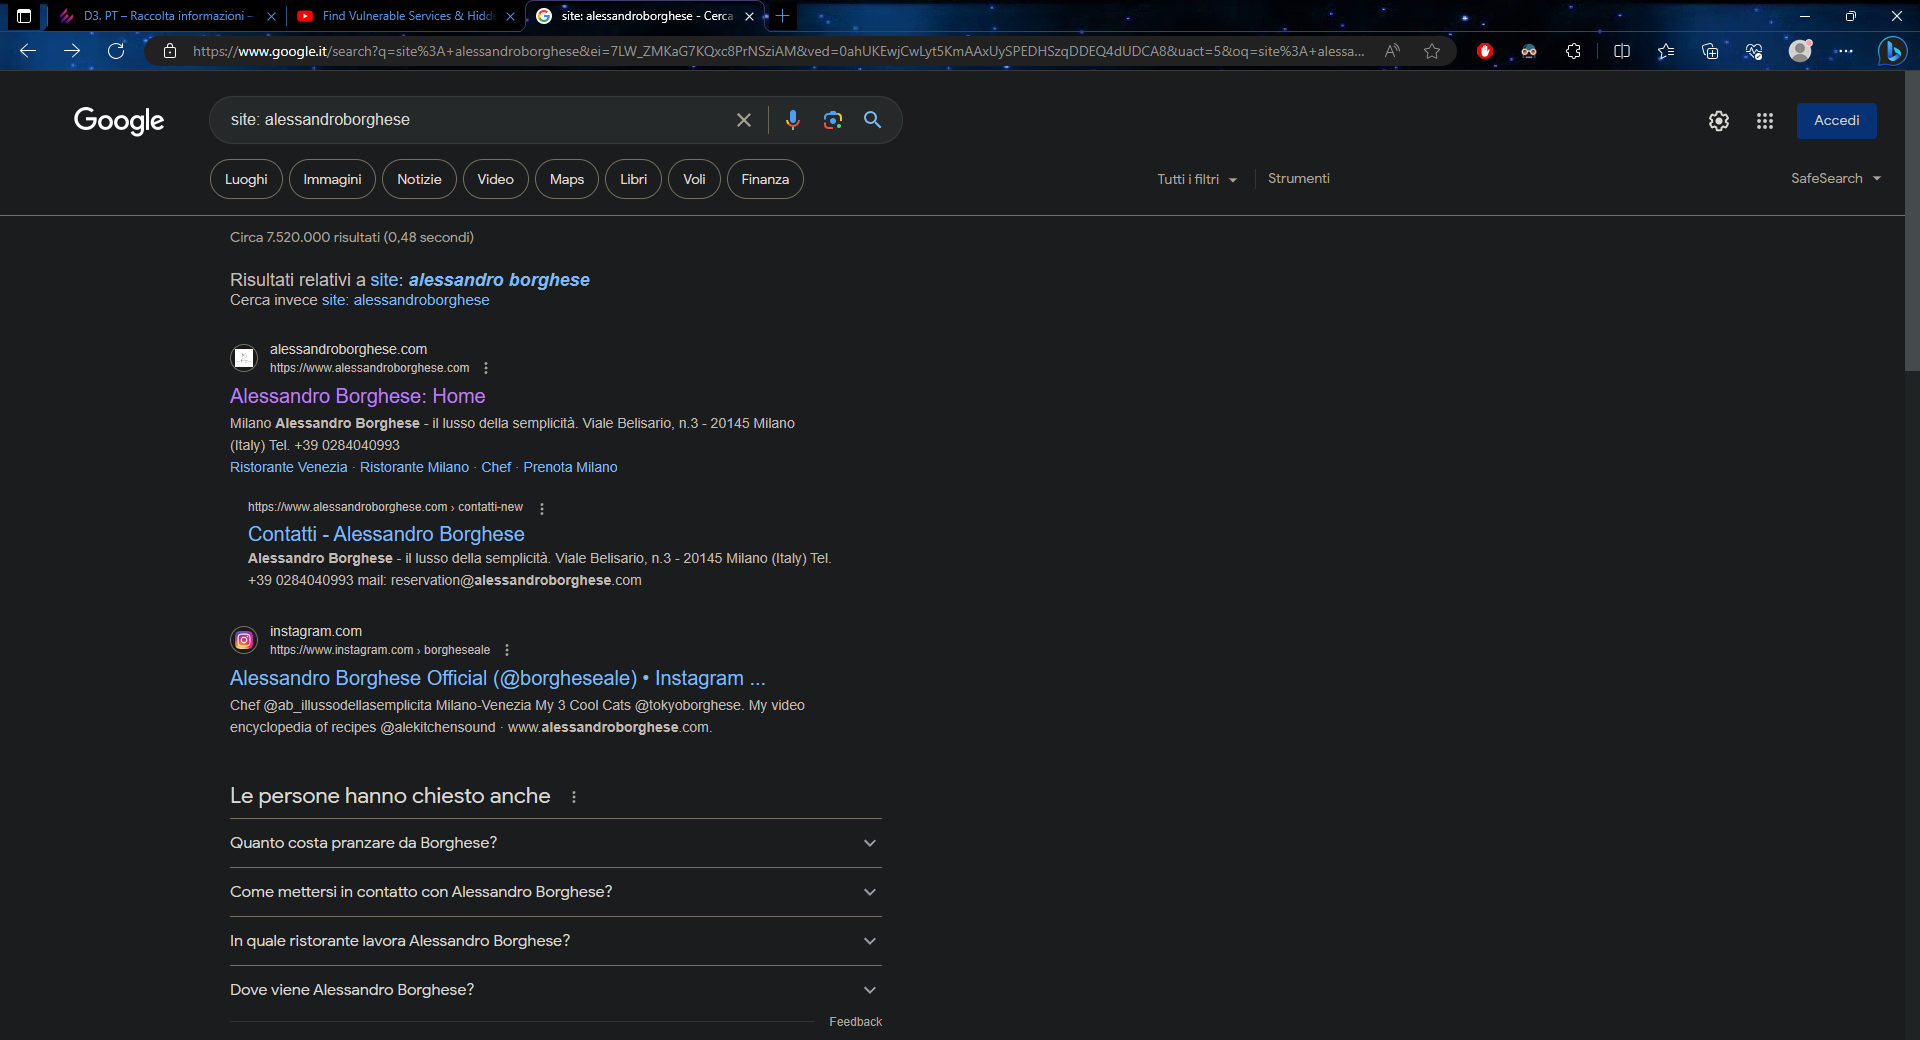 D3. PT – Raccolta informazioni –
Find Vulnerable Services & Hidde
site: alessandroborghese - Cerca
https://www.google.it/search?q=site%3A+alessandroborghese&ei=7LW_ZMKaG7KQxc8PrNSziAM&ved=0ahUKEwjCwLyt5KmAAxUySPEDHSzqDDEQ4dUDCA8&uact=5&oq=site%3A+alessa...
Google
site: alessandroborghese
Accedi
Luoghi
Immagini
Notizie
Video
Maps
Libri
Voli
Finanza
Tutti i filtri
Strumenti
SafeSearch
Circa 7.520.000 risultati (0,48 secondi)
Risultati relativi a site: alessandro borghese
Cerca invece site: alessandroborghese
alessandroborghese.com
https://www.alessandroborghese.com
Alessandro Borghese: Home
Milano Alessandro Borghese - il lusso della semplicità. Viale Belisario, n.3 - 20145 Milano
(Italy) Tel. +39 0284040993
Ristorante Venezia · Ristorante Milano · Chef · Prenota Milano
https://www.alessandroborghese.com › contatti-new
Contatti - Alessandro Borghese
Alessandro Borghese - il lusso della semplicità. Viale Belisario, n.3 - 20145 Milano (Italy) Tel.
+39 0284040993 mail: reservation@alessandroborghese.com
instagram.com
https://www.instagram.com › borgheseale
Alessandro Borghese Official (@borgheseale) • Instagram ...
Chef @ab_illussodellasemplicita Milano-Venezia My 3 Cool Cats @tokyoborghese. My video
encyclopedia of recipes @alekitchensound · www.alessandroborghese.com.
Le persone hanno chiesto anche
Quanto costa pranzare da Borghese?
Come mettersi in contatto con Alessandro Borghese?
In quale ristorante lavora Alessandro Borghese?
Dove viene Alessandro Borghese?
Feedback